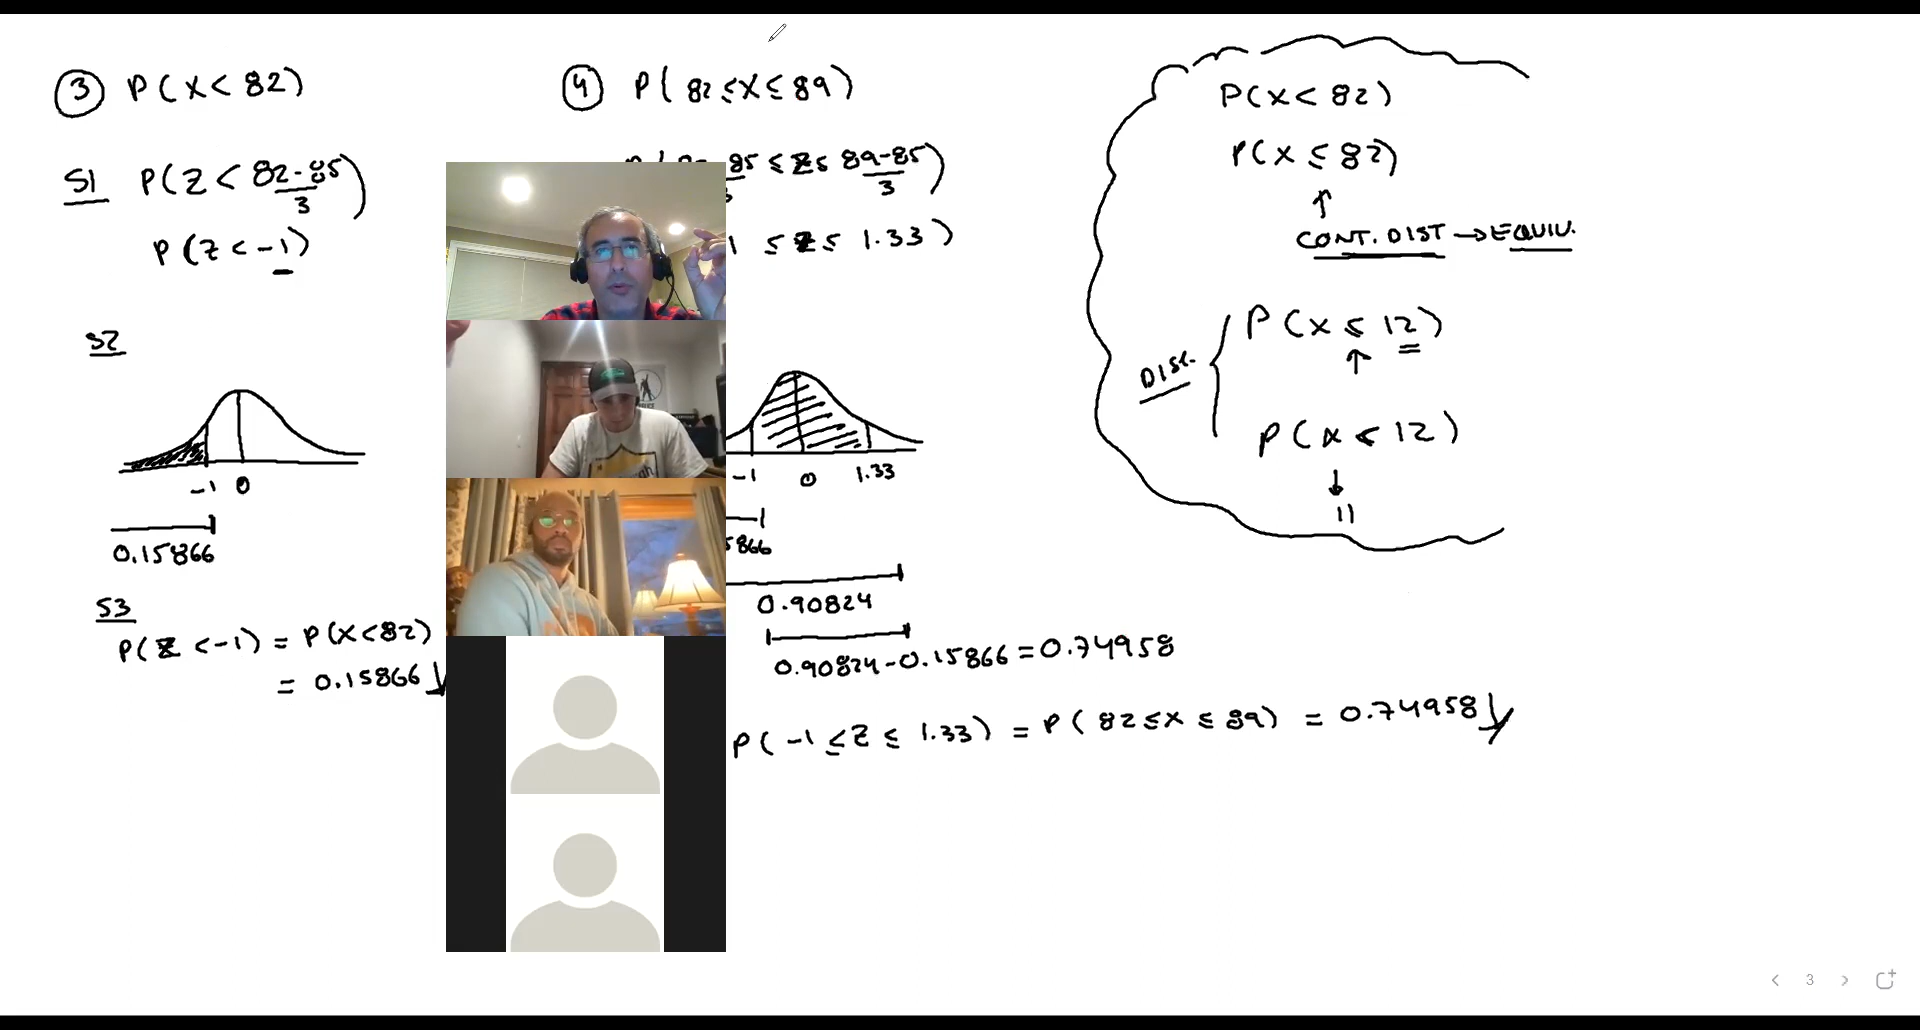 ③ P(X < 82)
S1 P(Z < 82-85/3)
P(Z < -1)
S2
-1 0
0.15866
S3
P(Z < -1) = P(X < 82)
= 0.15866
④ P(82 ≤ X ≤ 89)
85 ≤ Z ≤ 89-85/3)
1 ≤ Z ≤ 1.33)
-1 0 1.33
5866
0.90824
0.90824-0.15866 = 0.74958
P(-1 ≤ Z ≤ 1.33) = P(82 ≤ X ≤ 89) = 0.74958
P(X < 82)
P(X ≤ 82)
↑
CONT. DIST → EQUIV.
DISC.
P(X ≤ 12)
↑
P(X < 12)
↓
11
3